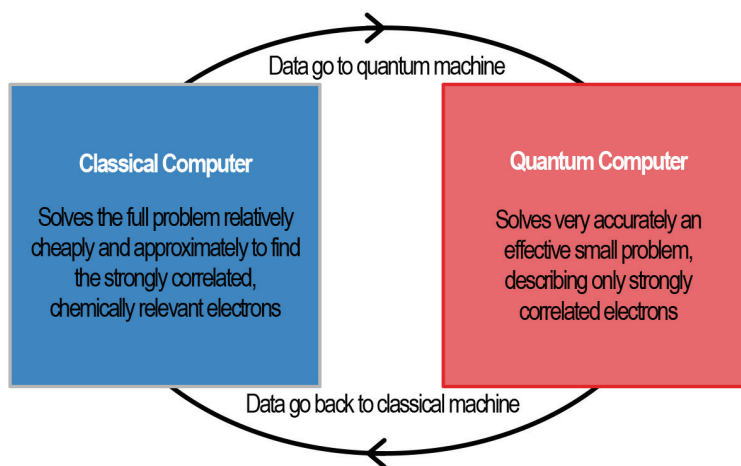 Data go to quantum machine
Classical Computer
Solves the full problem relatively
cheaply and approximately to find
the strongly correlated,
chemically relevant electrons
Quantum Computer
Solves very accurately an
effective small problem,
describing only strongly
correlated electrons
Data go back to classical machine